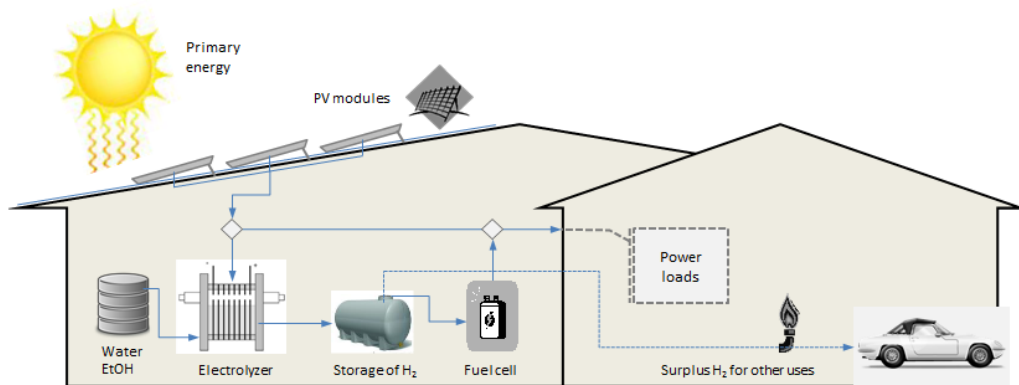 Primary
energy
PV modules
Power
loads
Water
EtOH
Electrolyzer
Storage of H₂
Fuel cell
Surplus H₂ for other uses